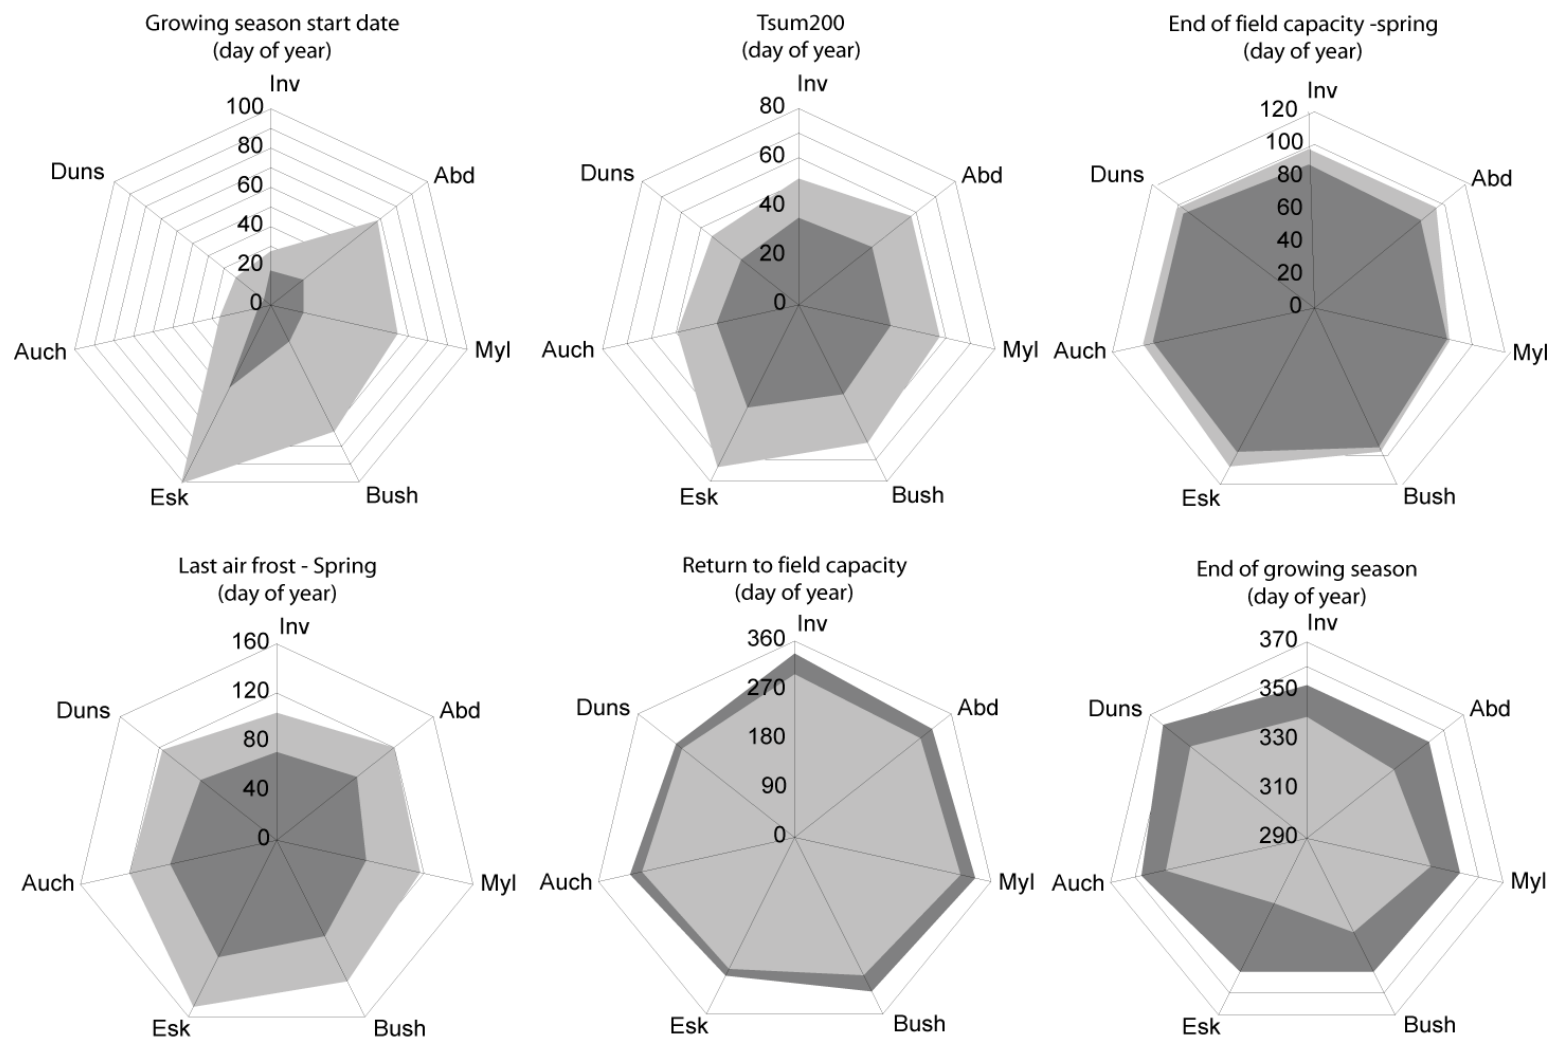 Growing season start date
(day of year)
Inv
100
80
60
40
20
0
Duns
Abd
Auch
Myl
Esk
Bush
Tsum200
(day of year)
Inv
80
60
40
20
0
Duns
Abd
Auch
Myl
Esk
Bush
End of field capacity -spring
(day of year)
Inv
120
100
80
60
40
20
0
Duns
Abd
Auch
Myl
Esk
Bush
Last air frost - Spring
(day of year)
Inv
160
120
80
40
0
Duns
Abd
Auch
Myl
Esk
Bush
Return to field capacity
(day of year)
Inv
360
270
180
90
0
Duns
Abd
Auch
Myl
Esk
Bush
End of growing season
(day of year)
Inv
370
350
330
310
290
Duns
Abd
Auch
Myl
Esk
Bush